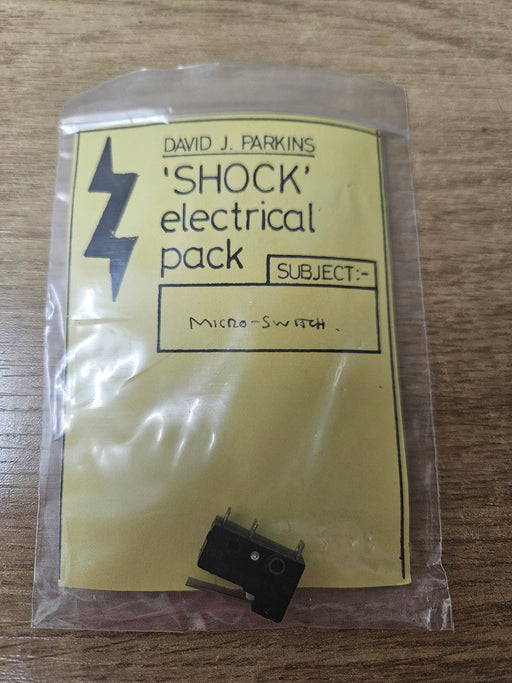 DAVID J. PARKINS
'SHOCK'
electrical
pack
SUBJECT:-
MICRO-SWITCH.